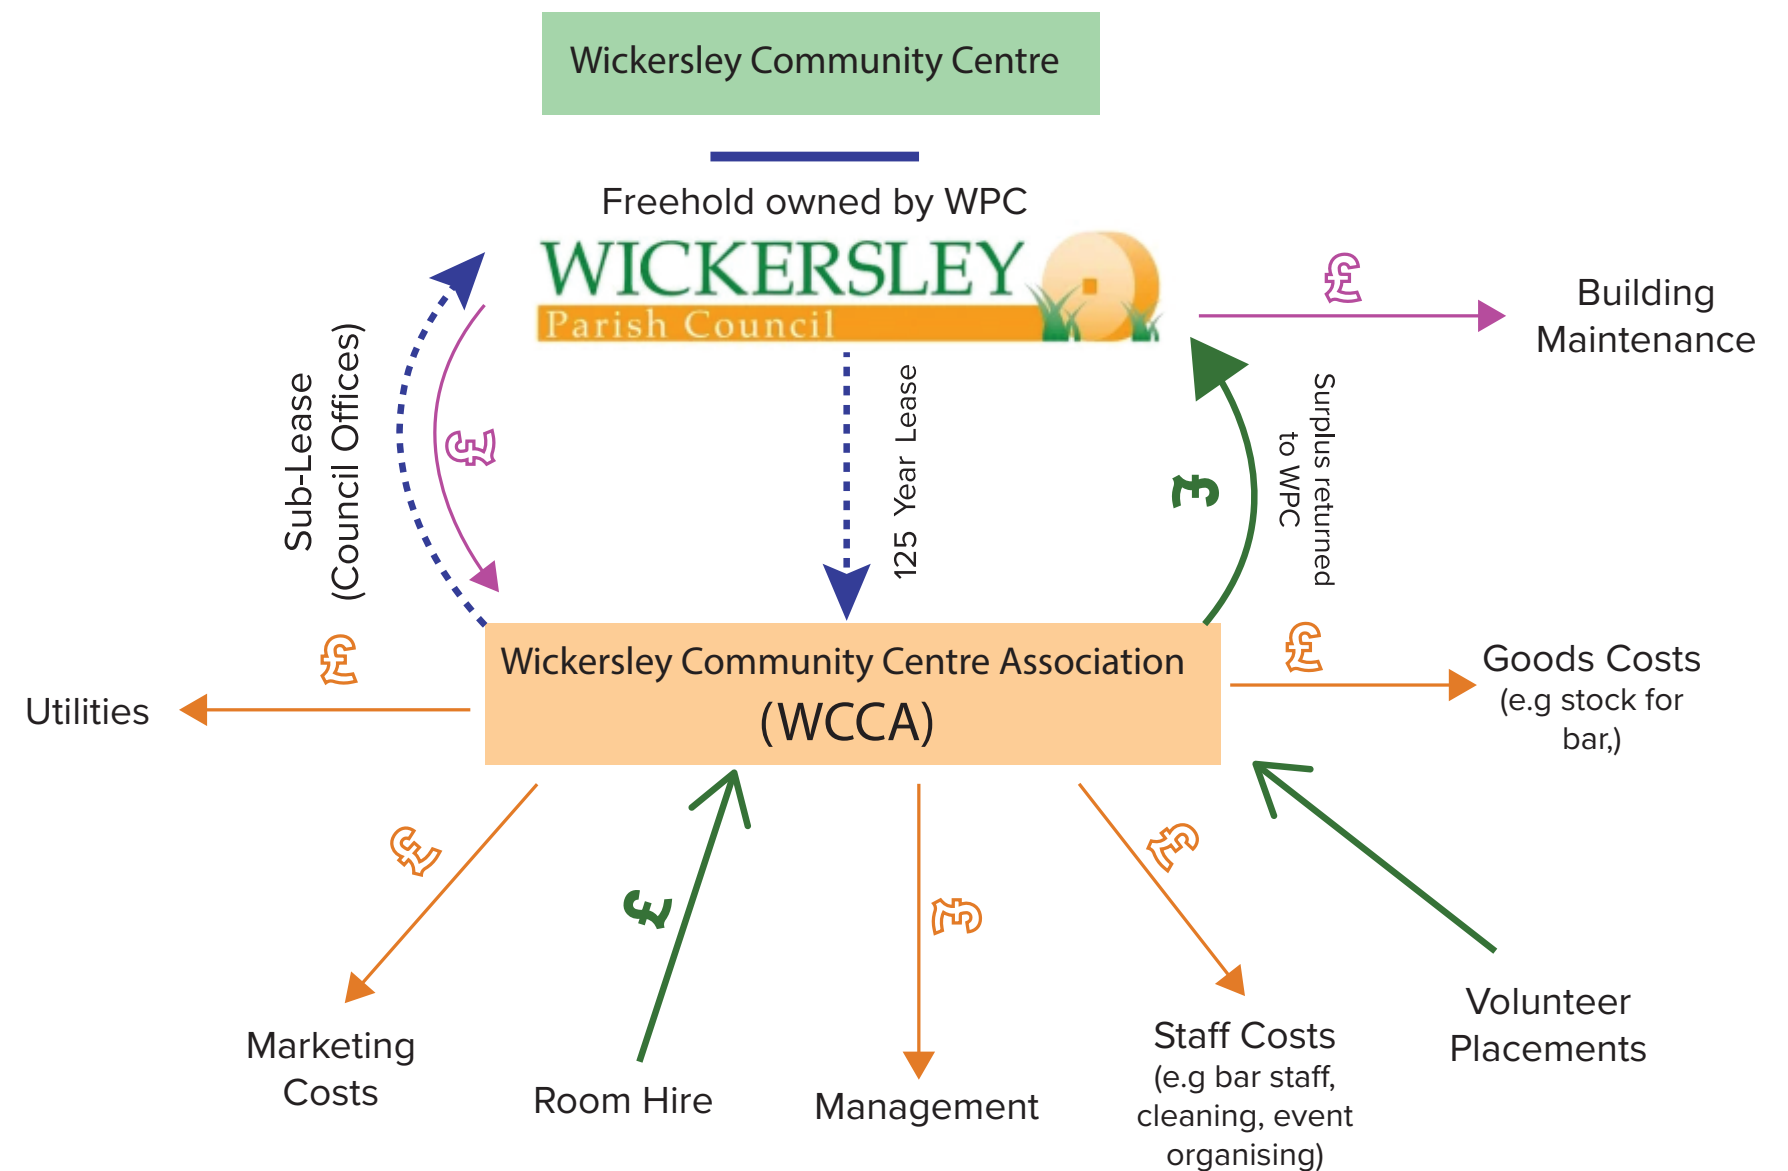 Wickersley Community Centre
Freehold owned by WPC
WICKERSLEY
Parish Council
£
Building
Maintenance
Sub-Lease
(Council Offices)
£
125 Year Lease
£
Surplus returned
to WPC
£
Utilities
Wickersley Community Centre Association
(WCCA)
£
Goods Costs
(e.g stock for
bar,)
£
£
£
£
Marketing
Costs
Room Hire
Management
Staff Costs
(e.g bar staff,
cleaning, event
organising)
Volunteer
Placements